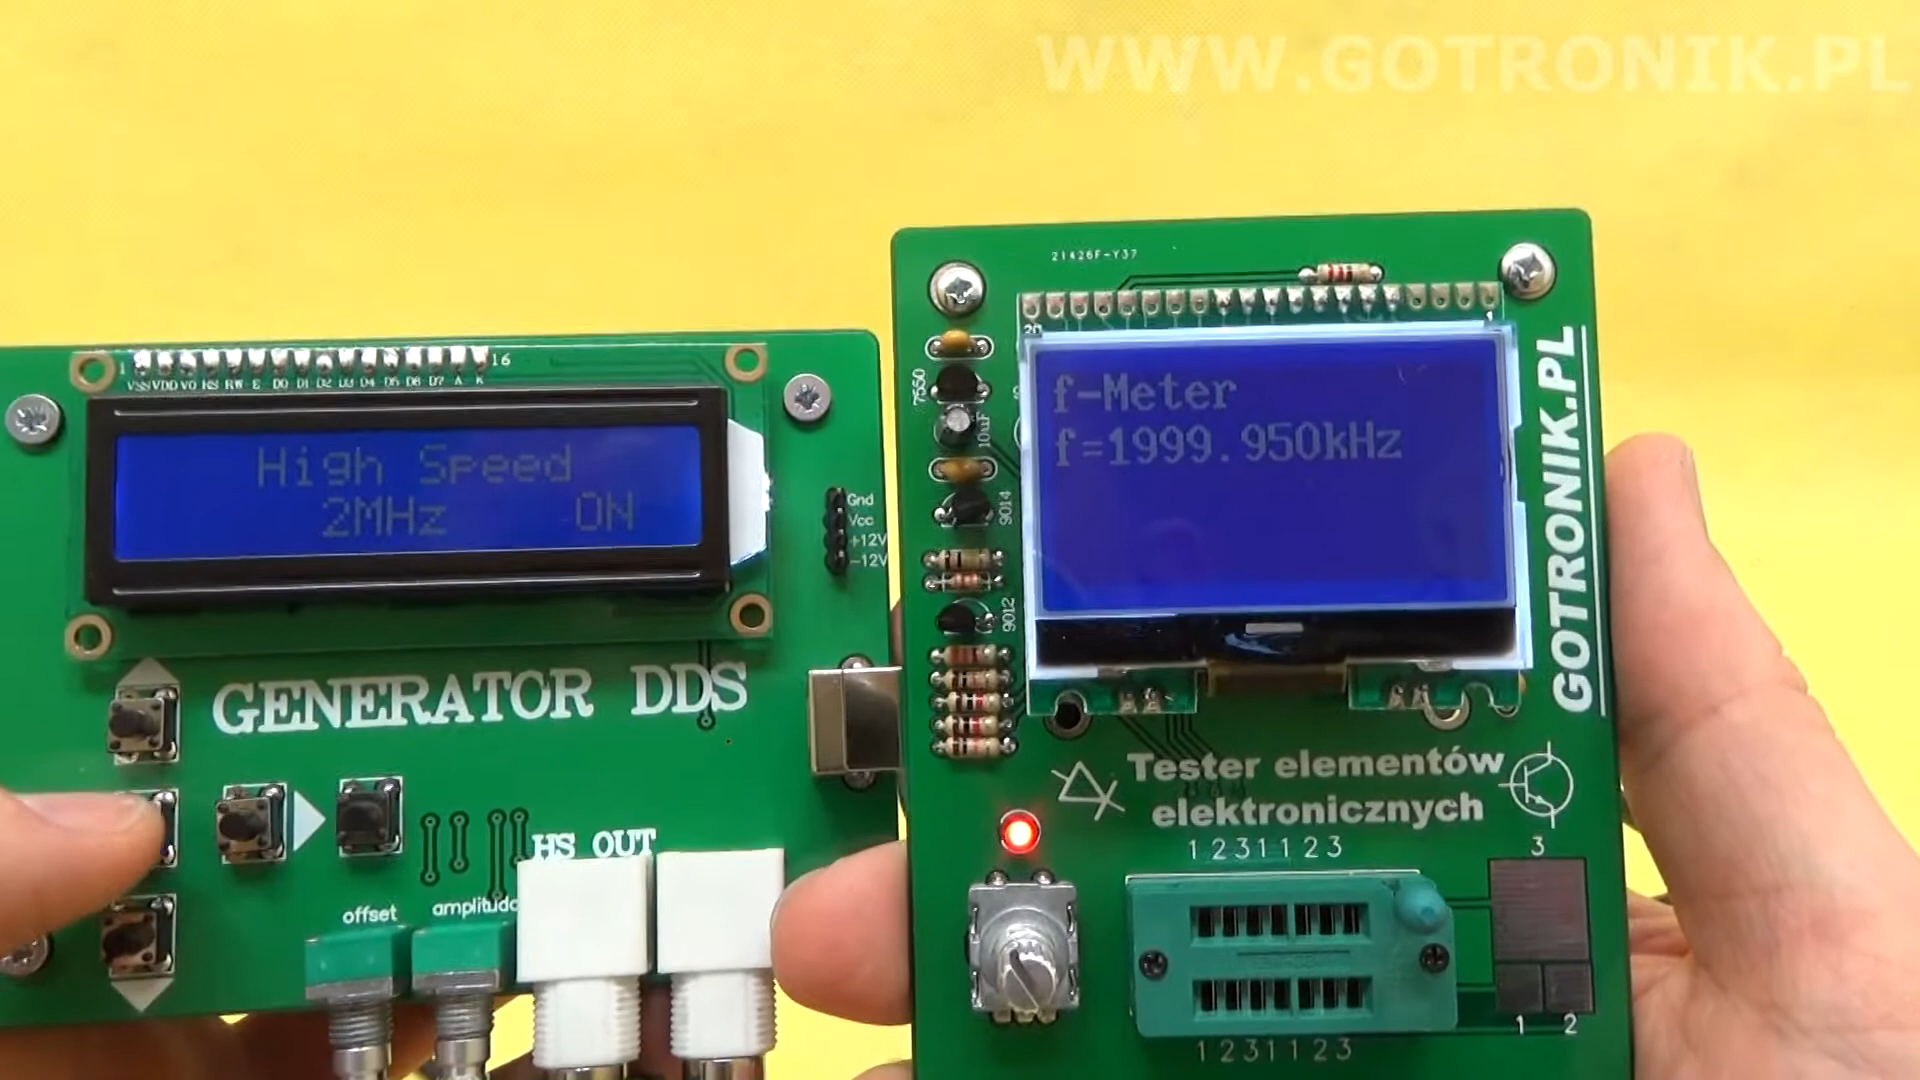 WWW.GOTRONIK.PL
21426F-Y37
20
1
1
16
VSS VDD VO RS RW E D0 D1 D2 D3 D4 D5 D6 D7 A K
High Speed
2MHz ON
Gnd
Vcc
+12V
-12V
GENERATOR DDS
HS OUT
offset
amplituda
7550
10uF
9014
9012
f-Meter
f=1999.950kHz
GOTRONIK.PL
Tester elementów
elektronicznych
1 2 3 1 1 2 3
3
1 2
1 2 3 1 1 2 3